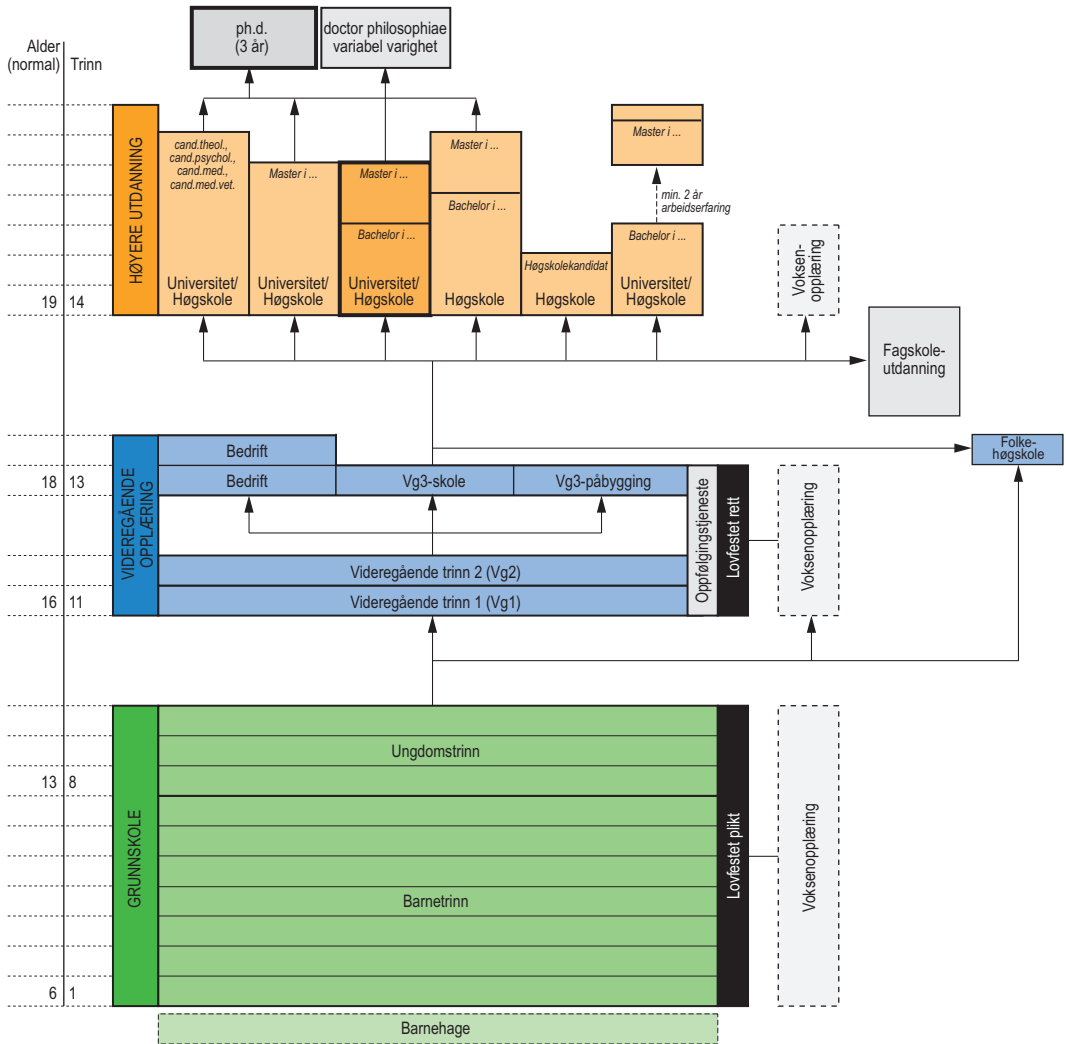 ph.d.
(3 år)
doctor philosophiae
variabel varighet
Alder
(normal)
Trinn
HØYERE UTDANNING
cand.theol.,
cand.psychol.,
cand.med.,
cand.med.vet.
Universitet/
Høgskole
Master i ...
Universitet/
Høgskole
Master i ...
Bachelor i ...
Universitet/
Høgskole
Master i ...
Bachelor i ...
Høgskole
Høgskolekandidat
Høgskole
Master i ...
min. 2 år
arbeidserfaring
Bachelor i ...
Universitet/
Høgskole
Voksen-
opplæring
19 14
Fagskole-
utdanning
VIDEREGÅENDE
OPPLÆRING
Bedrift
Folke-
høgskole
18 13
Bedrift
Vg3-skole
Vg3-påbygging
Oppfølgingstjeneste
Lovfestet rett
Voksenopplæring
Videregående trinn 2 (Vg2)
16 11
Videregående trinn 1 (Vg1)
GRUNNSKOLE
Ungdomstrinn
13 8
Lovfestet plikt
Voksenopplæring
Barnetrinn
6 1
Barnehage